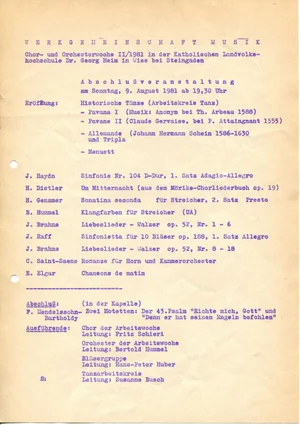 W E R K G E M E I N S C H A F T   M U S I K
Chor- und Orchesterwoche II/1981 in der Katholischen Landvolks-
hochschule Dr. Georg Heim in Wies bei Steingaden
A b s c h l u ß v e r a n s t a l t u n g
am Sonntag, 9. August 1981 ab 19,30 Uhr
Eröffnung: Historische Tänze (Arbeitskreis Tanz)
- Pavane I (Musik: Anonym bei Th. Arbeau 1588)
- Pavane II (Claude Gervaise, bei P. Attaingnant 1555)
- Allemande (Johann Hermann Schein 1586-1630
und Tripla
- Menuett
J. Haydn Sinfonie Nr. 104 D-Dur, 1. Satz Adagio-Allegro
H. Distler Um Mitternacht (aus dem Mörike-Chorliederbuch op. 19)
H. Genzmer Sonatina seconda für Streicher, 2. Satz Presto
B. Hummel Klangfarben für Streicher (UA)
J. Brahms Liebeslieder - Walzer op. 52, Nr. 1 - 6
J. Raff Sinfonietta für 10 Bläser op. 188, 1. Satz Allegro
J. Brahms Liebeslieder - Walzer op. 52, Nr. 8 - 18
C. Saint-Saens Romanze für Horn und Kammerorchester
E. Elgar Chansons de matin
---------------------------
Abschluß: (in der Kapelle)
F. Mendelssohn- Zwei Motetten: Der 43.Psalm "Richte mich, Gott" und
Bartholdy "Denn er hat seinen Engeln befohlen"
Ausführende: Chor der Arbeitswoche
Leitung: Fritz Schieri
Orchester der Arbeitswoche
Leitung: Bertold Hummel
Bläsergruppe
Leitung: Hans-Peter Huber
Tanzarbeitskreis
Leitung: Susanne Busch